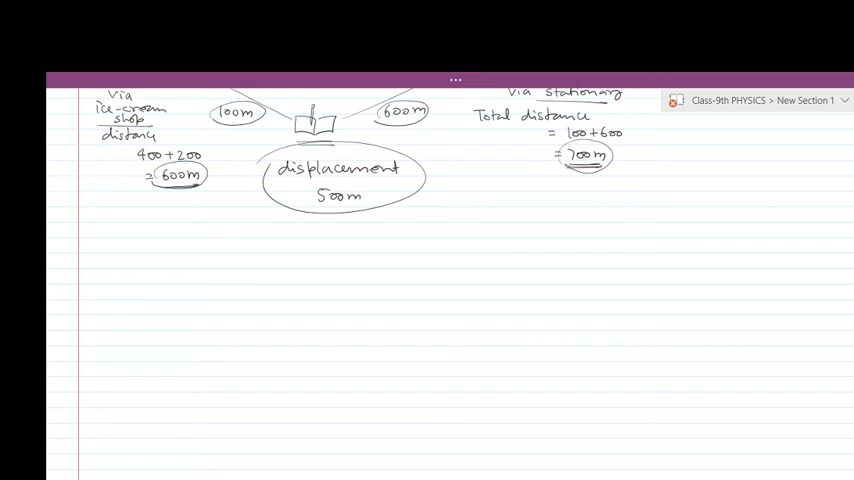 via
ice-cream
shop
distance
400+200
= 600m
100m
600m
displacement
500m
via stationary
Total distance
= 100+600
= 700m
Class-9th PHYSICS > New Section 1